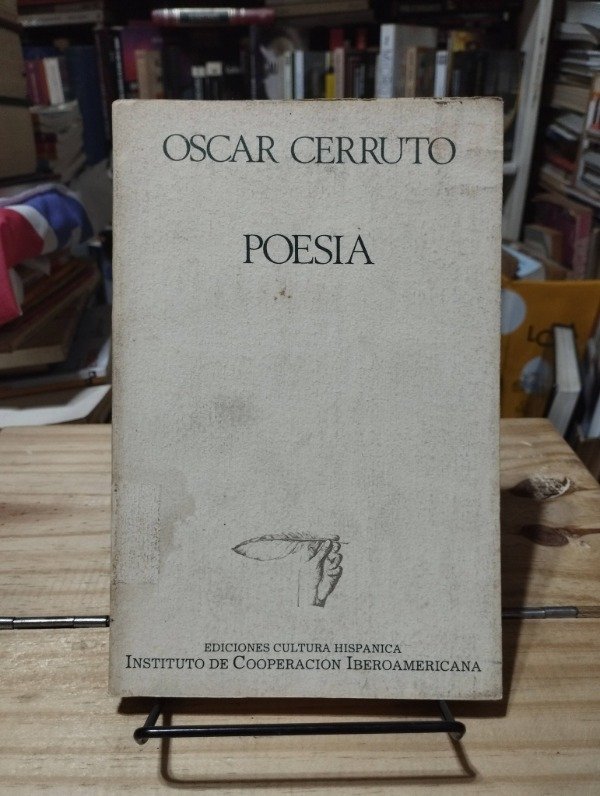 OSCAR CERRUTO
POESIA
EDICIONES CULTURA HISPANICA
INSTITUTO DE COOPERACION IBEROAMERICANA